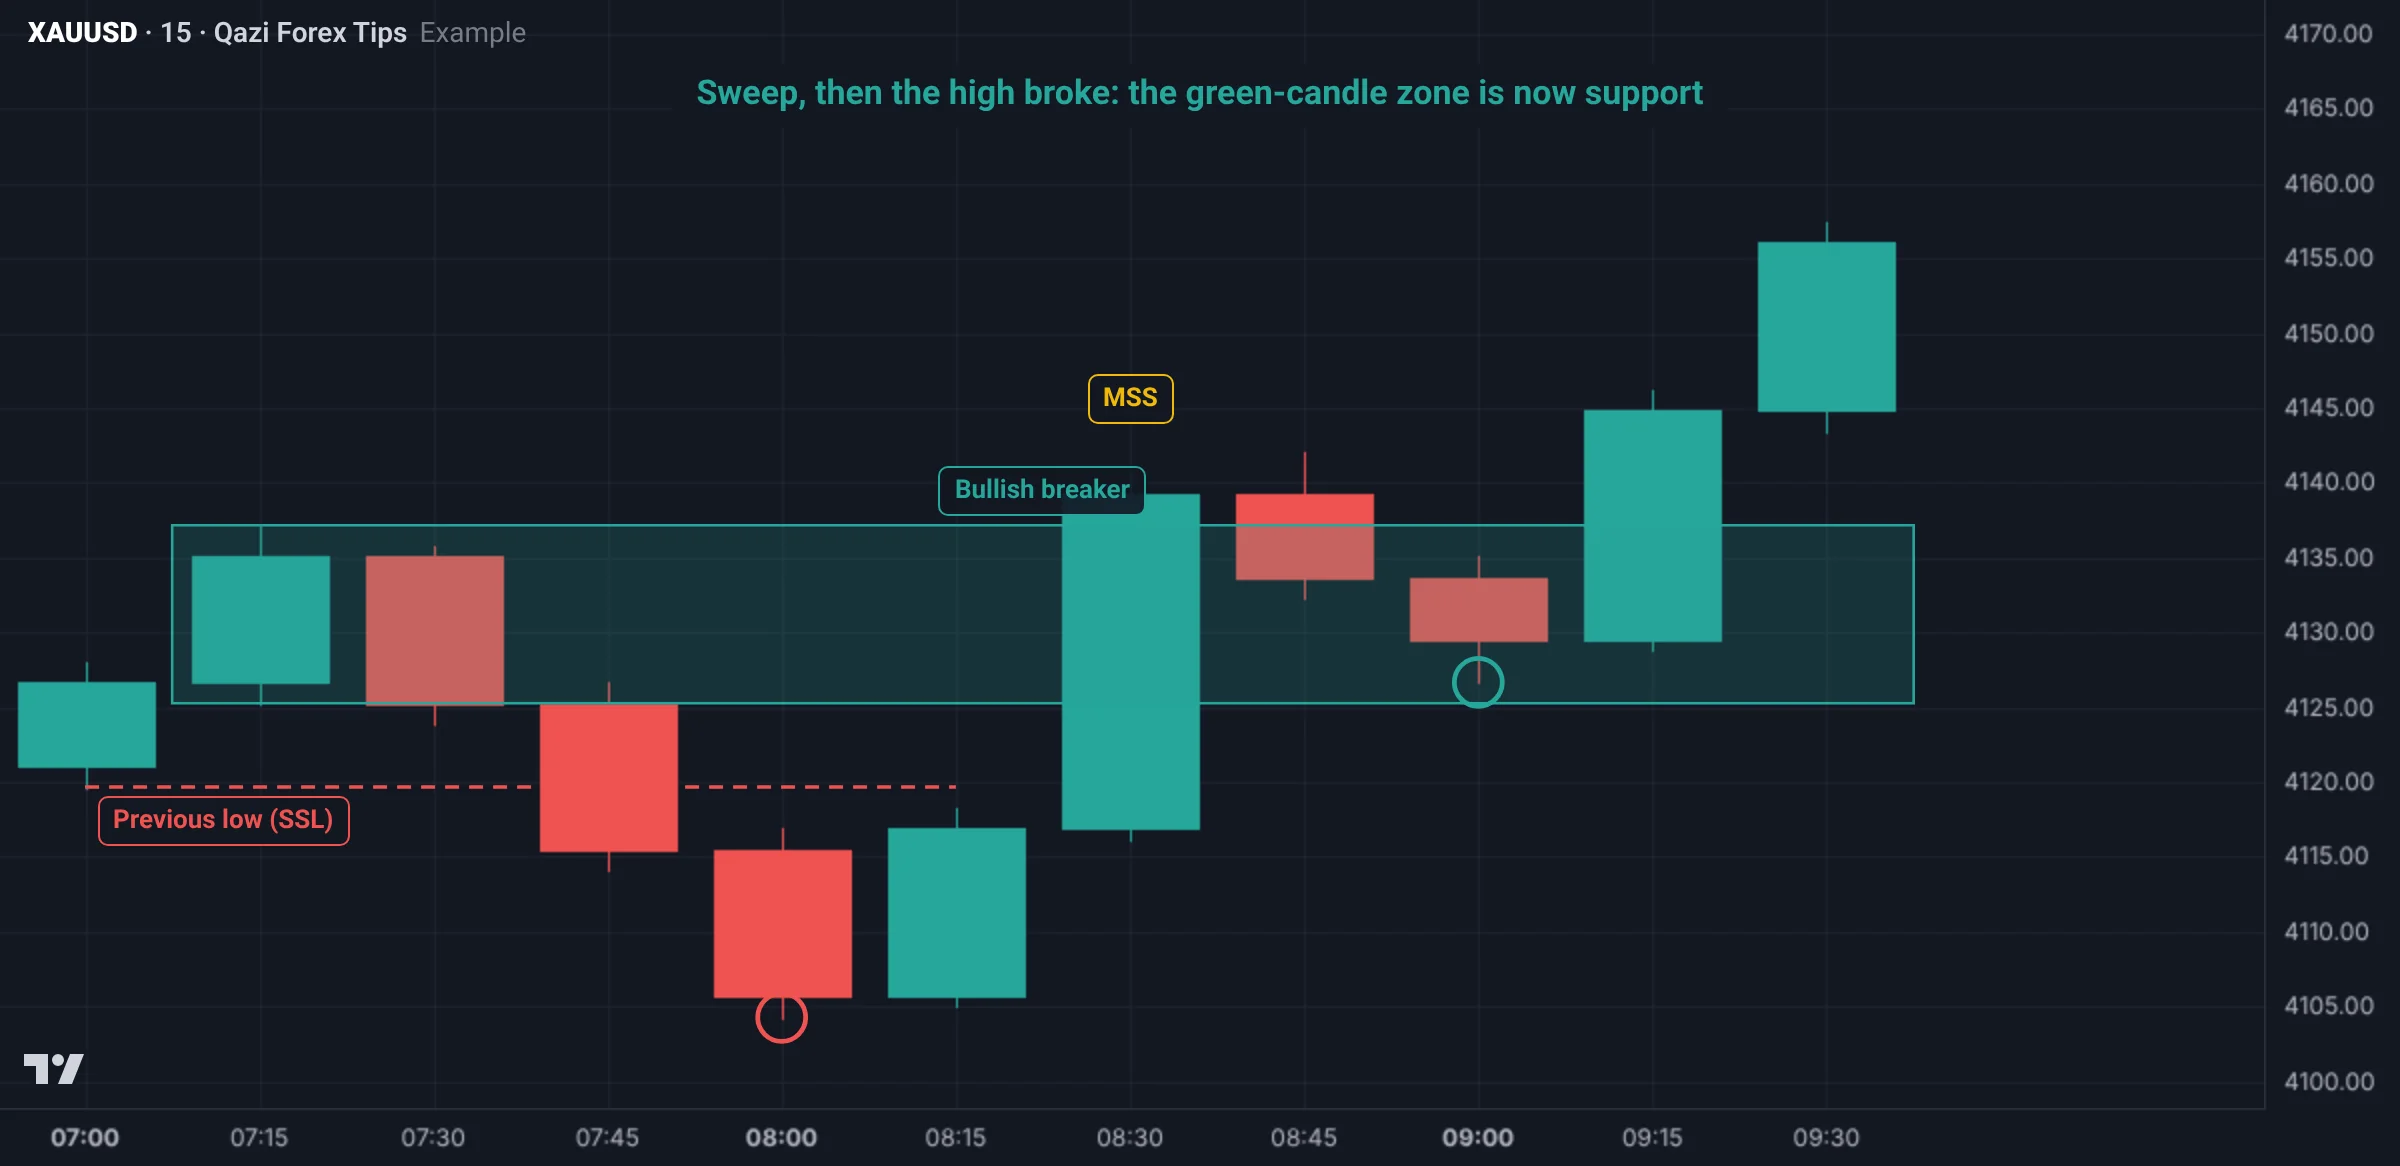 XAUUSD · 15 · Qazi Forex Tips Example
Sweep, then the high broke: the green-candle zone is now support
MSS
Bullish breaker
Previous low (SSL)
4170.00
4165.00
4160.00
4155.00
4150.00
4145.00
4140.00
4135.00
4130.00
4125.00
4120.00
4115.00
4110.00
4105.00
4100.00
07:00 07:15 07:30 07:45 08:00 08:15 08:30 08:45 09:00 09:15 09:30